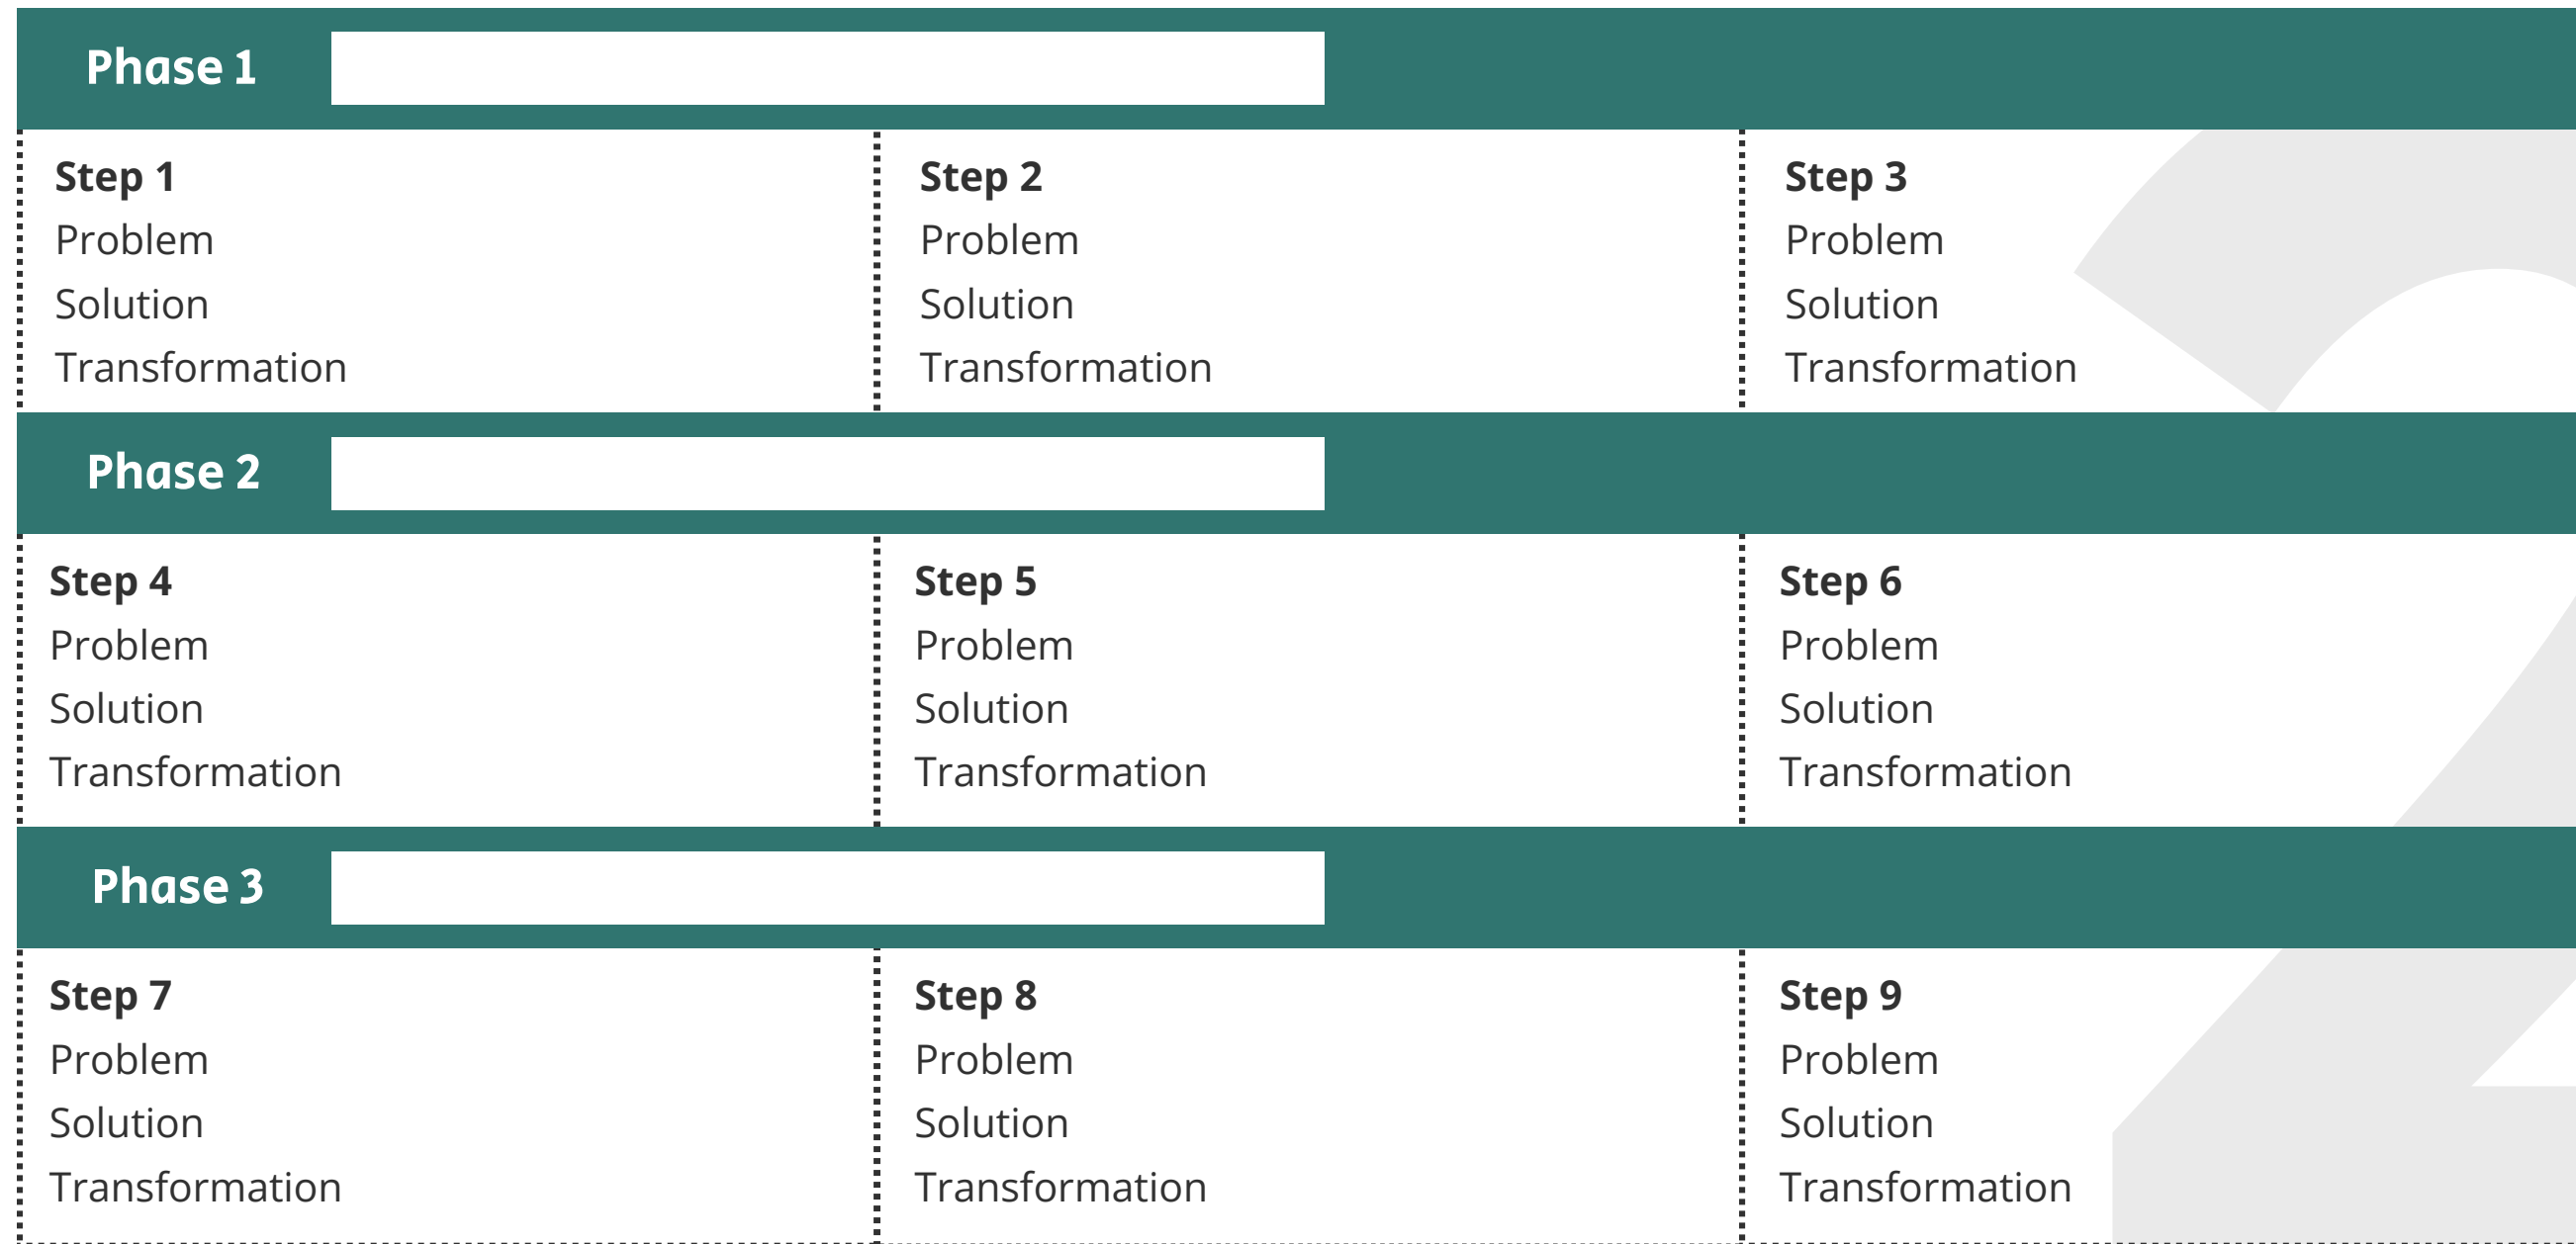 Phase 1
Step 1
Problem
Solution
Transformation
Step 2
Problem
Solution
Transformation
Step 3
Problem
Solution
Transformation
Phase 2
Step 4
Problem
Solution
Transformation
Step 5
Problem
Solution
Transformation
Step 6
Problem
Solution
Transformation
Phase 3
Step 7
Problem
Solution
Transformation
Step 8
Problem
Solution
Transformation
Step 9
Problem
Solution
Transformation